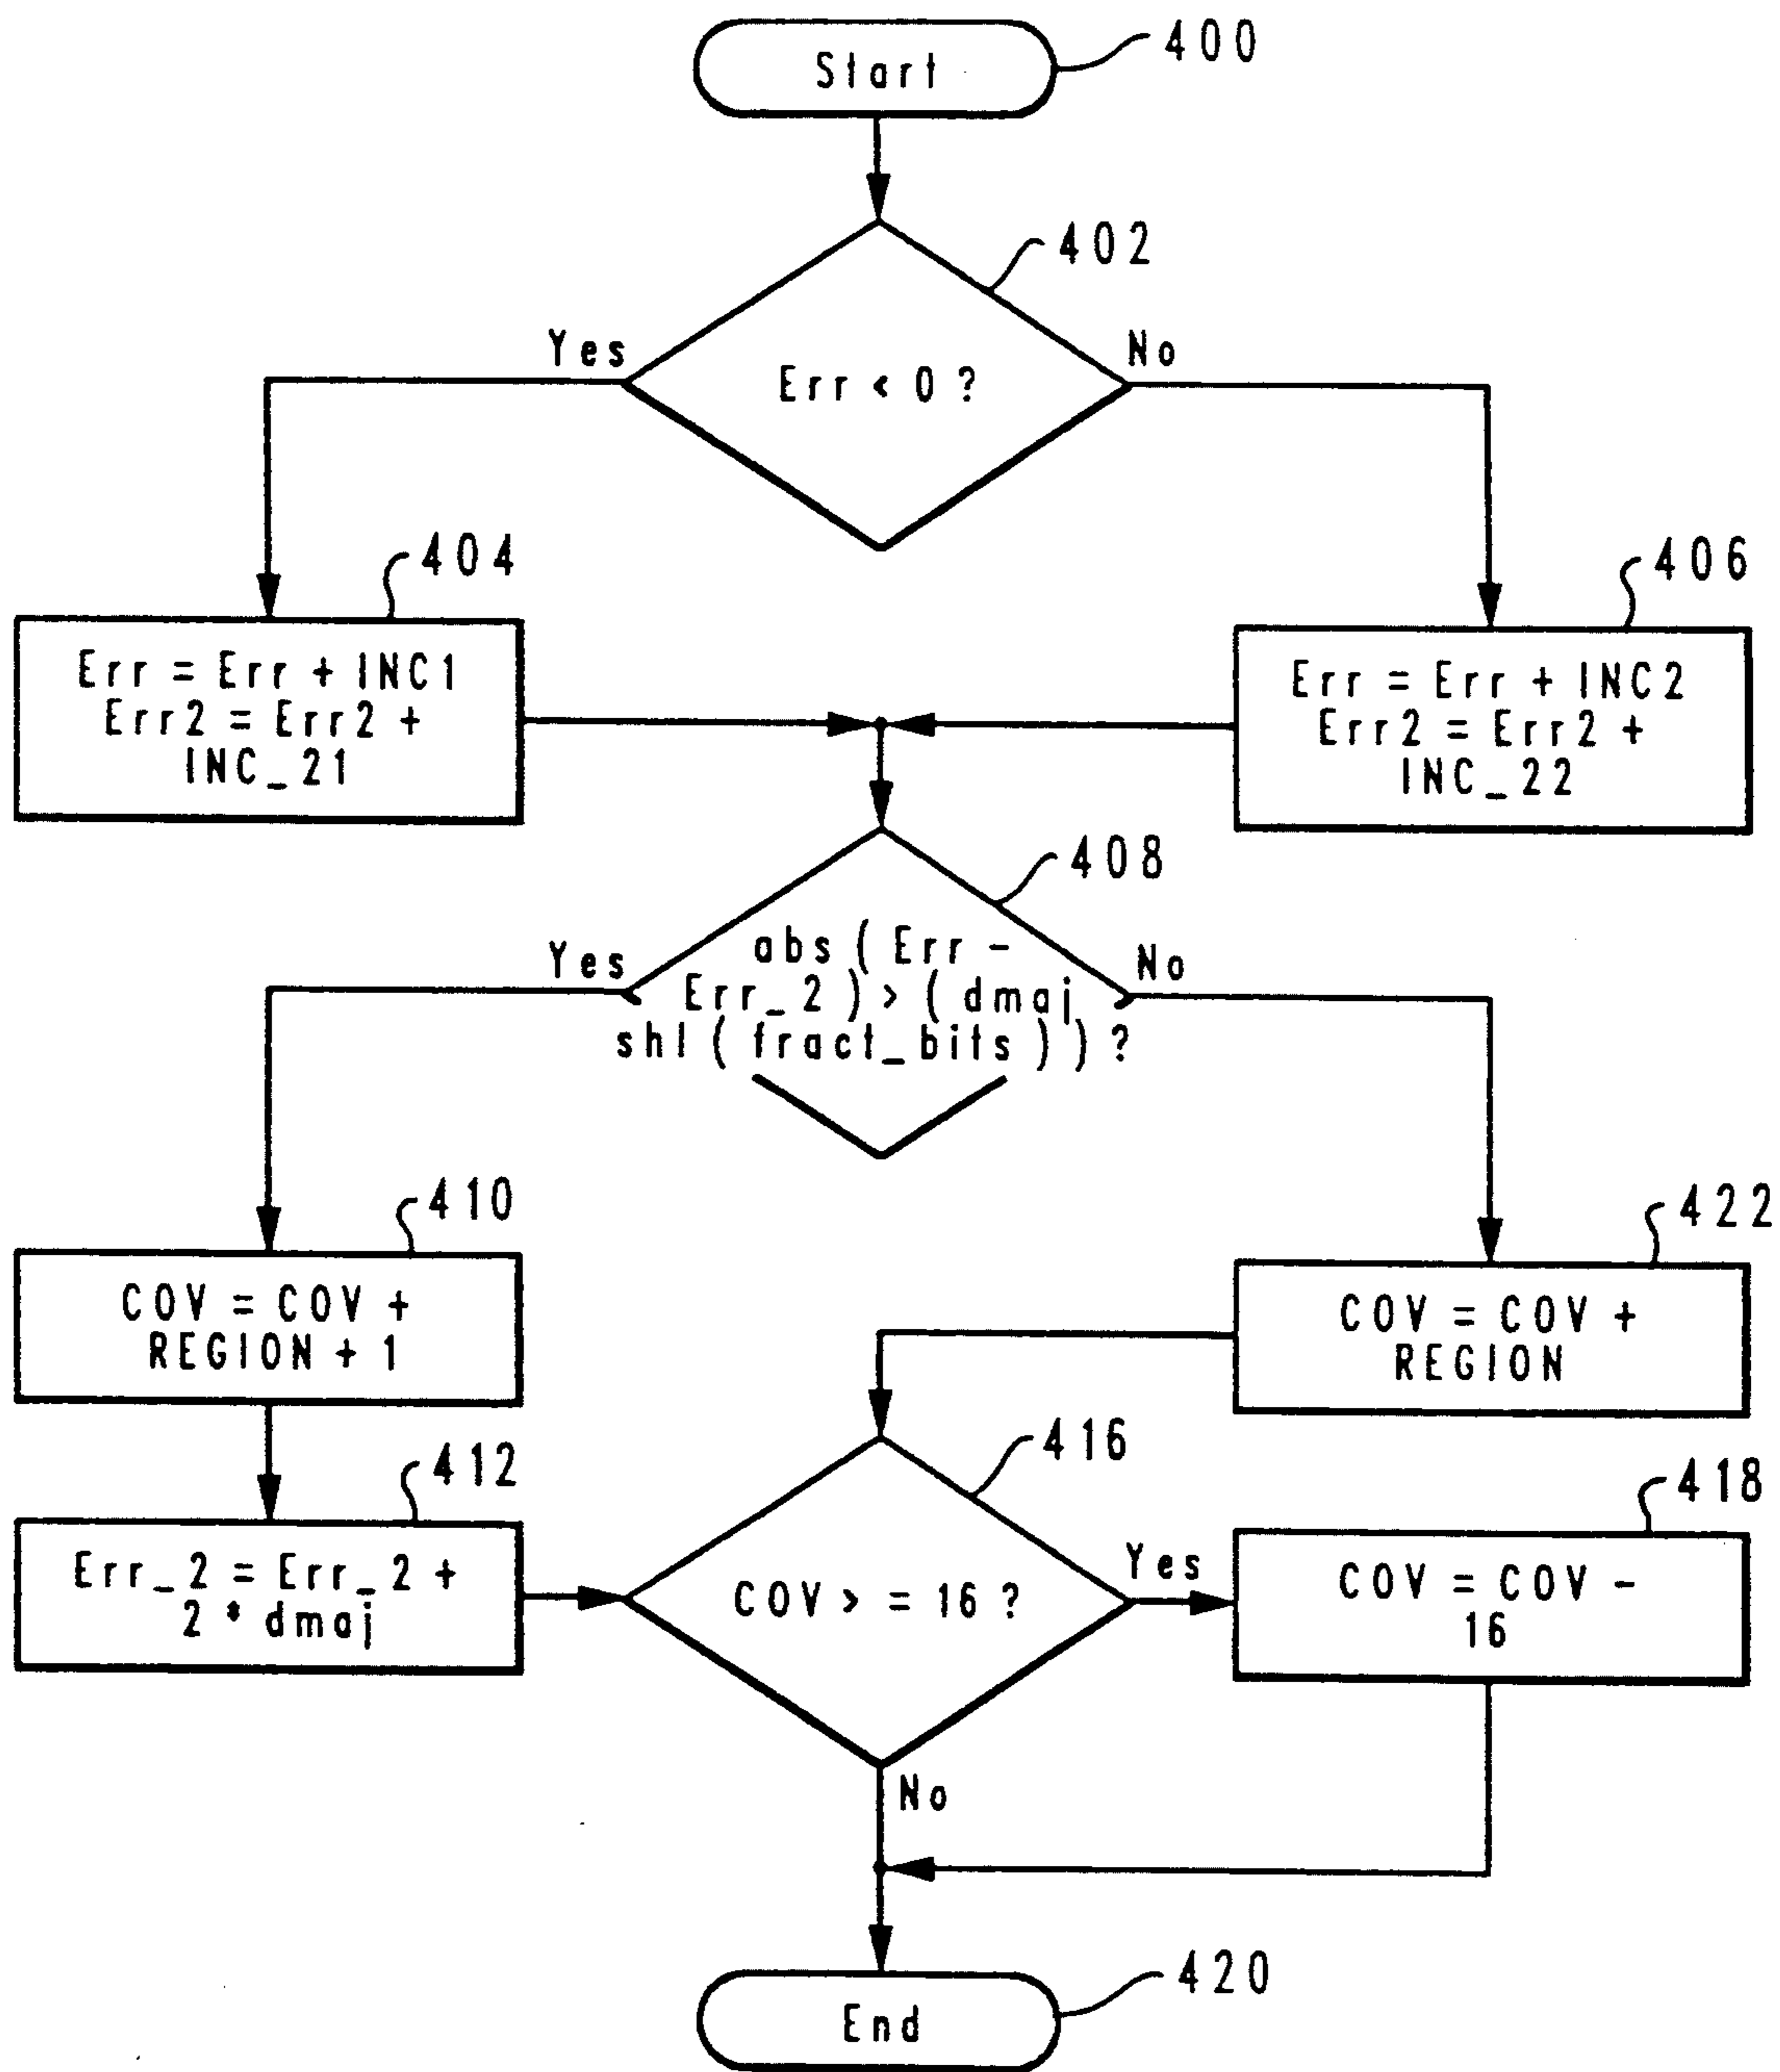 Start
400
402
Yes
No
Err < 0 ?
404
406
Err = Err + INC1
Err2 = Err2 +
INC_21
Err = Err + INC2
Err2 = Err2 +
INC_22
408
Yes
No
abs ( Err -
Err_2 ) > ( dmaj
shl ( fract_bits ) ) ?
410
422
COV = COV +
REGION + 1
COV = COV +
REGION
412
416
418
Err_2 = Err_2 +
2 * dmaj
COV > = 16 ?
Yes
COV = COV -
16
No
420
End